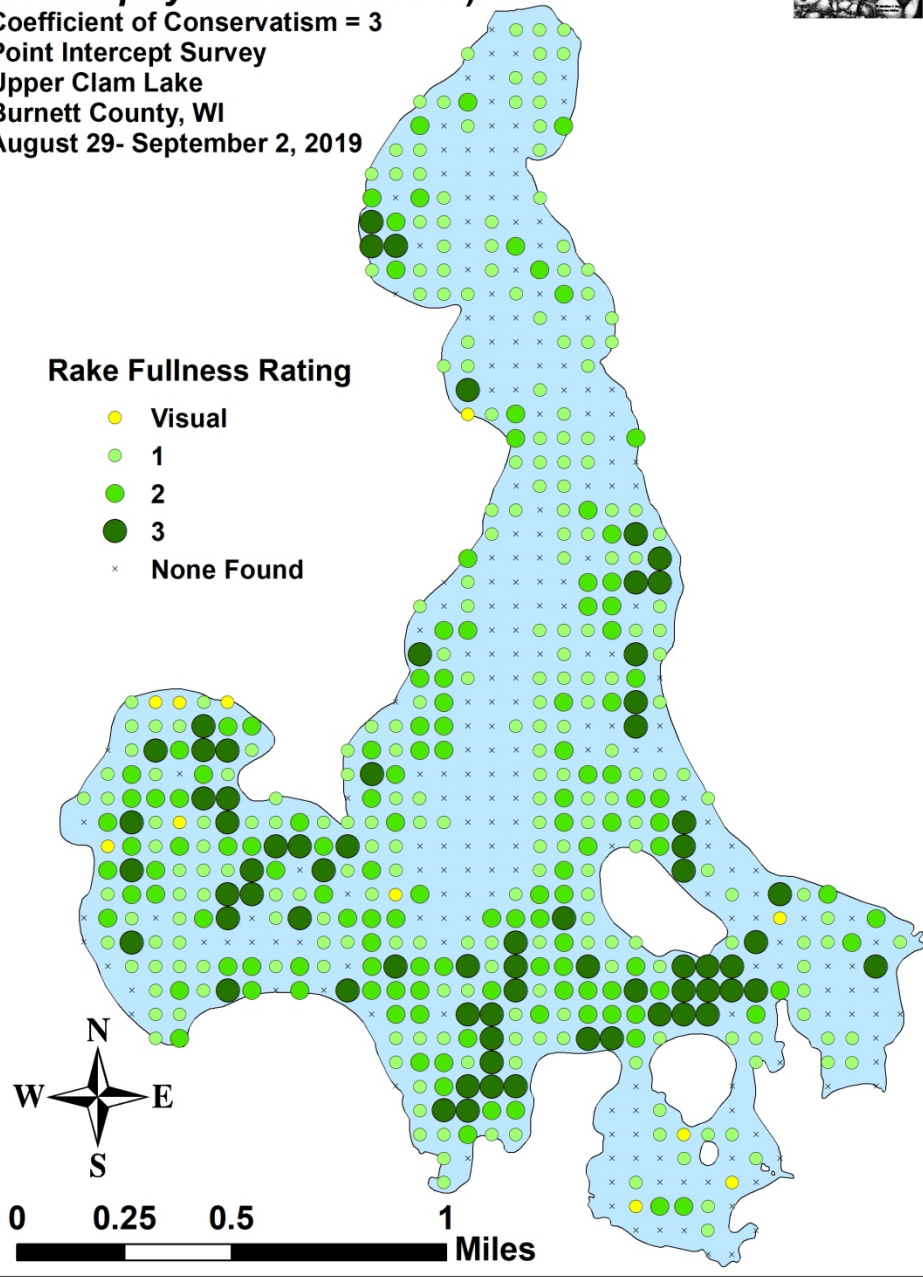 Coefficient of Conservatism = 3
Point Intercept Survey
Upper Clam Lake
Burnett County, WI
August 29- September 2, 2019
Rake Fullness Rating
Visual
1
2
3
None Found
N
W E
S
0 0.25 0.5 1
Miles